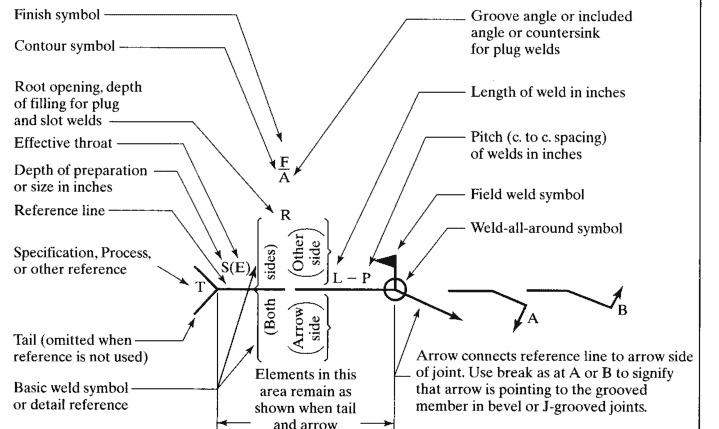 Finish symbol
Contour symbol
Root opening, depth
of filling for plug
and slot welds
Effective throat
Depth of preparation
or size in inches
Reference line
Specification, Process,
or other reference
Tail (omitted when
reference is not used)
Basic weld symbol
or detail reference
Groove angle or included
angle or countersink
for plug welds
Length of weld in inches
Pitch (c. to c. spacing)
of welds in inches
Field weld symbol
Weld-all-around symbol
F
A
R
S(E)
T
(Both
sides)
(Other
side)
(Arrow
side)
L – P
A
B
Elements in this
area remain as
shown when tail
and arrow
Arrow connects reference line to arrow side
of joint. Use break as at A or B to signify
that arrow is pointing to the grooved
member in bevel or J-grooved joints.